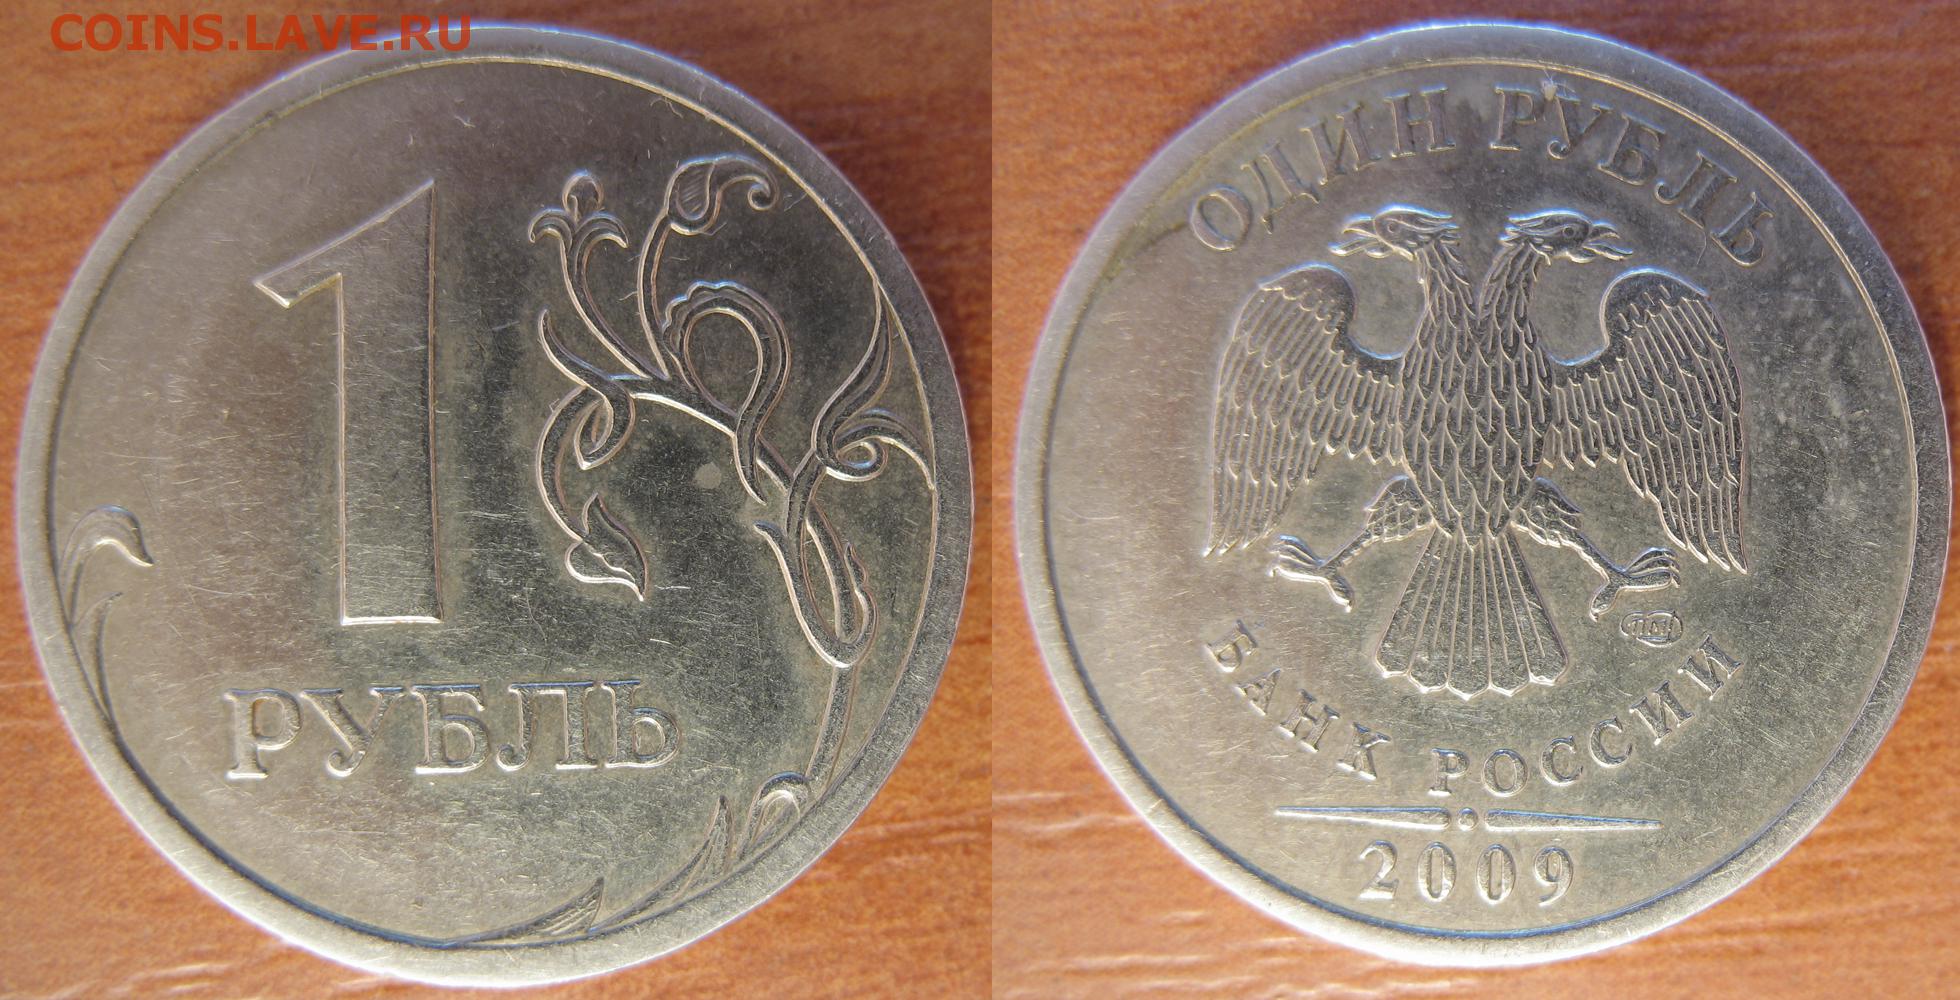 COINS.LAVE.RU
1
РУБЛЬ
ОДИН РУБЛЬ
БАНК РОССИИ
2009